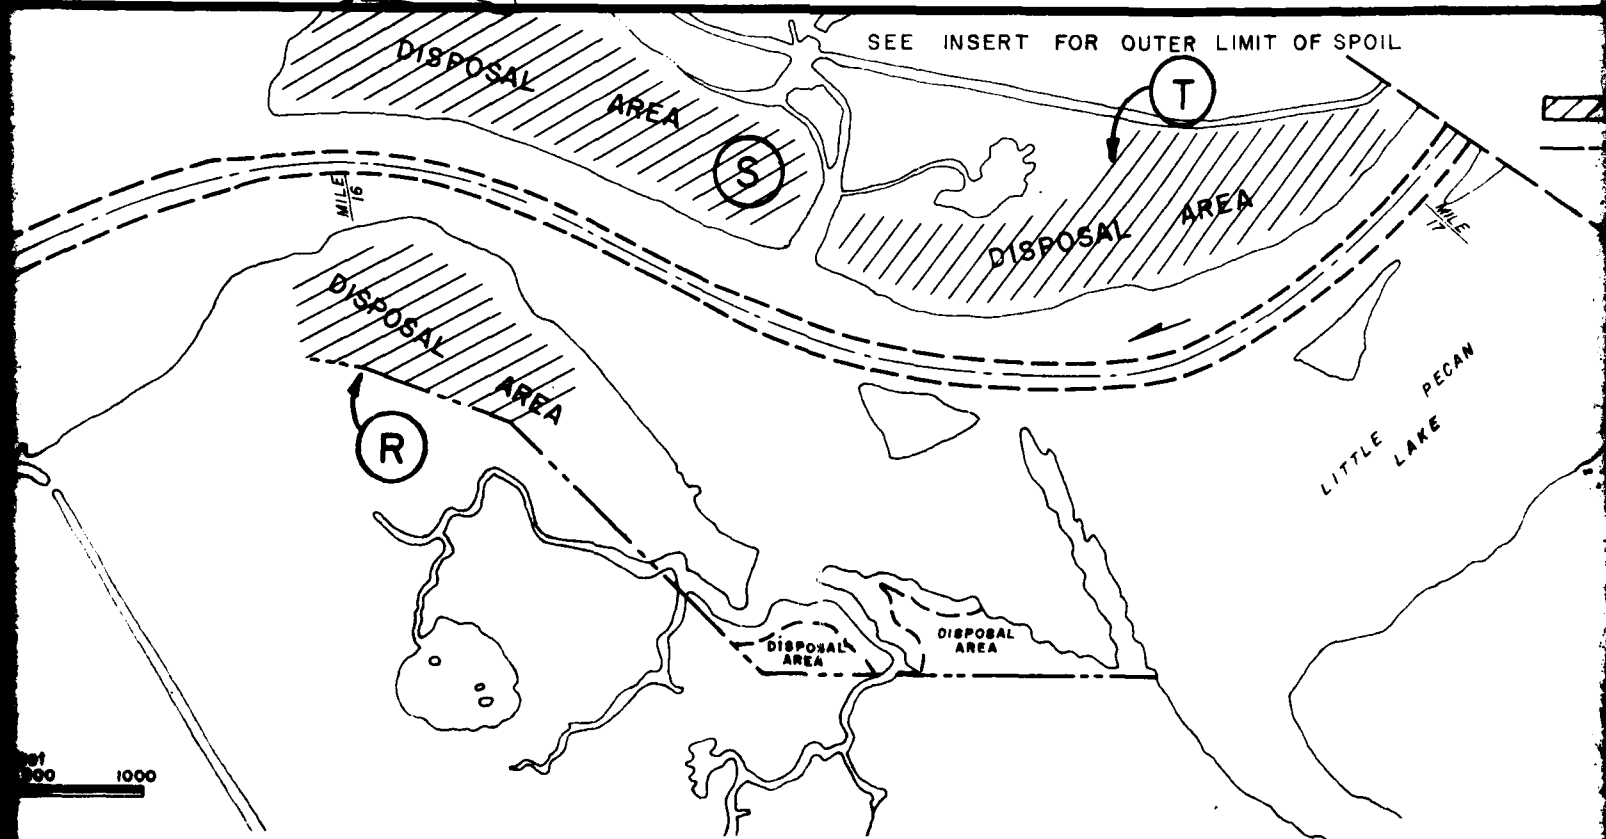 SEE INSERT FOR OUTER LIMIT OF SPOIL
DISPOSAL AREA
T
S
MILE 16
DISPOSAL AREA
MILE 17
DISPOSAL AREA
R
LITTLE PECAN
LAKE
DISPOSAL
AREA
DISPOSAL
AREA
1000